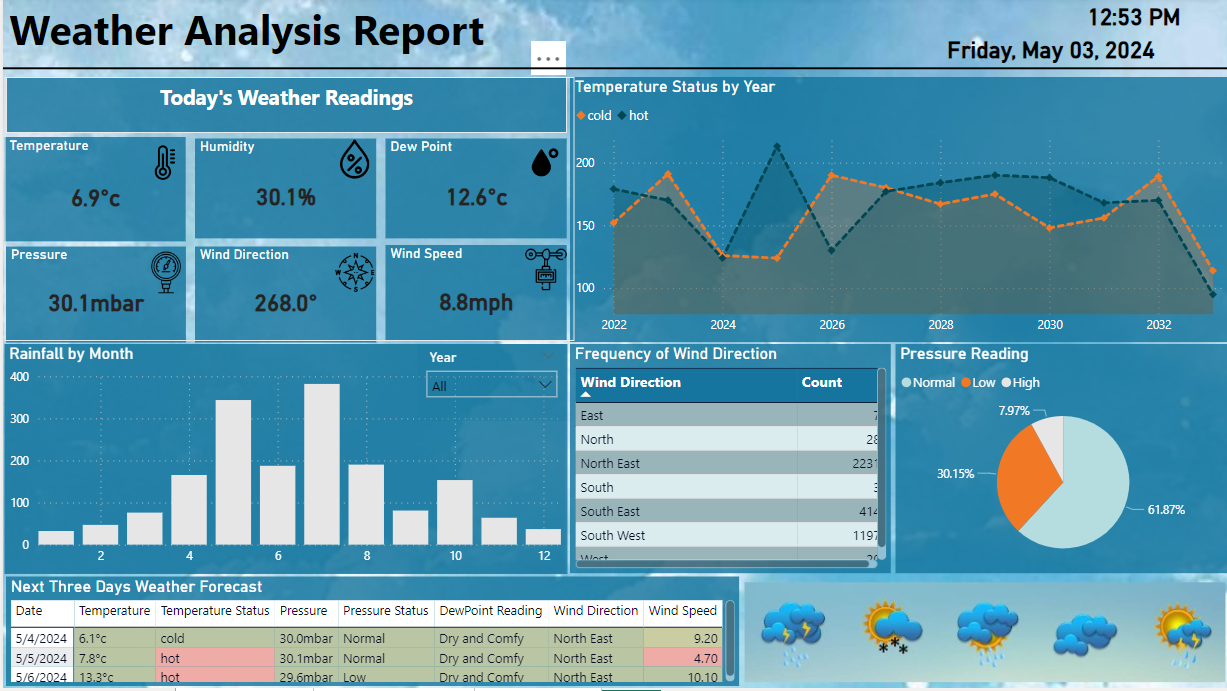 Weather Analysis Report
12:53 PM
Friday, May 03, 2024
...
Today's Weather Readings
Temperature
6.9°c
Humidity
30.1%
Dew Point
12.6°c
Pressure
30.1mbar
Wind Direction
N
W E
S
268.0°
Wind Speed
8.8mph
Temperature Status by Year
cold hot
200
150
100
2022 2024 2026 2028 2030 2032
Rainfall by Month
Year
All
400
300
200
100
0
2 4 6 8 10 12
Frequency of Wind Direction
Wind Direction Count
East
North 28
North East 2231
South
South East 414
South West 1197
West
Pressure Reading
Normal Low High
7.97%
30.15%
61.87%
Next Three Days Weather Forecast
Date Temperature Temperature Status Pressure Pressure Status DewPoint Reading Wind Direction Wind Speed
5/4/2024 6.1°c cold 30.0mbar Normal Dry and Comfy North East 9.20
5/5/2024 7.8°c hot 30.1mbar Normal Dry and Comfy North East 4.70
5/6/2024 13.3°c hot 29.6mbar Low Dry and Comfy North East 10.10